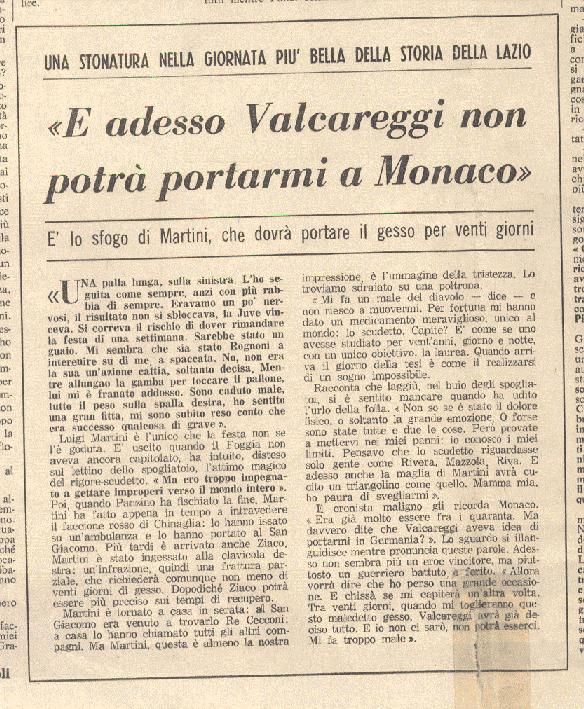 UNA STONATURA NELLA GIORNATA PIU' BELLA DELLA STORIA DELLA LAZIO
«E adesso Valcareggi non
potrà portarmi a Monaco»
E' lo sfogo di Martini, che dovrà portare il gesso per venti giorni
«UNA palla lunga, sulla sinistra. L'ho se-
guita come sempre, anzi con più rab-
bia di sempre. Eravamo un po' ner-
vosi, il risultato non si sbloccava, la Juve vin-
ceva. Si correva il rischio di dover rimandare
la festa di una settimana. Sarebbe stato un
guaio. Mi sembra che sia stato Rognoni a
intervenire su di me, a spaccata. No, non era
la sua un'azione cattia, soltanto decisa. Men-
tre allungavo la gamba per toccare il pallone,
lui mi è franato addosso. Sono caduto male,
tutto il peso sulla spalla destra, ho sentito
una gran fitta, mi sono subito reso conto che
era successo qualcosa di grave ».
Luigi Martini è l'unico che la festa non se
l'è goduta. E' uscito quando il Foggia non
aveva ancora capitolato, ha intuito, disteso
sul lettino dello spogliatoio, l'attimo magico
del rigore-scudetto. « Ma ero troppo impegna-
to a gettare improperi verso il mondo intero ».
Poi, quando Panzino ha fischiato la fine, Mar-
tini ha fatto appena in tempo a intravedere
il faccione rosso di Chinaglia: lo hanno issato
su un'ambulanza e lo hanno portato al San
Giacomo. Più tardi è arrivato anche Ziaco,
Martini è stato ingessato alla clavicola de-
stra: un'infrazione, quindi una frattura par-
ziale, che richiederà comunque non meno di
venti giorni di gesso. Dopodiché Ziaco potrà
essere più preciso sui tempi di recupero.
Martini è tornato a casa in serata: al San
Giacomo era venuto a trovarlo Re Cecconi,
a casa lo hanno chiamato tutti gli altri com-
pagni. Ma Martini, questa è almeno la nostra
impressione, è l'immagine della tristezza. Lo
troviamo sdraiato su una poltrona.
« Mi fa un male del diavolo — dice — e
non riesco a muovermi. Per fortuna mi hanno
dato un medicamento meraviglioso, unico al
mondo: lo scudetto. Capite? E' come se uno
avesse studiato per vent'anni, giorno e notte,
con un unico obiettivo, la laurea. Quando arri-
va il giorno della tesi è come il realizzarsi
di un sogno impossibile.
Racconta che laggiù, nel buio degli spoglia-
toi, si è sentito mancare quando ha udito
l'urlo della folla. « Non so se è stato il dolore
fisico, o soltanto la grande emozione. O forse
sono state tutte e due le cose. Però provate
a mettervi nei miei panni: io conosco i miei
limiti. Pensavo che lo scudetto riguardasse
solo gente come Rivera, Mazzola, Riva. E
adesso anche la maglia di Martini avrà cu
cito un triangolino come quello. Mamma mia,
ho paura di svegliarmi ».
E cronista maligno gli ricorda Monaco.
« Era già molto essere fra i quaranta. Ma
davvero dite che Valcareggi aveva idea di
portarmi in Germania? ». Lo sguardo si illan-
guidisce mentre pronuncia queste parole. Ades-
so non sembra più un eroe vincitore, ma piut-
tosto un guerriero battuto e ferito. « Allora
vorrà dire che ho perso una grande occasio-
ne. E chissà se mi capiterà un'altra volta.
Tra venti giorni, quando mi toglieranno que-
sto maledetto gesso, Valcareggi avrà già de-
ciso tutto. E io non ci sarò, non potrò esserci.
Mi fa troppo male ».